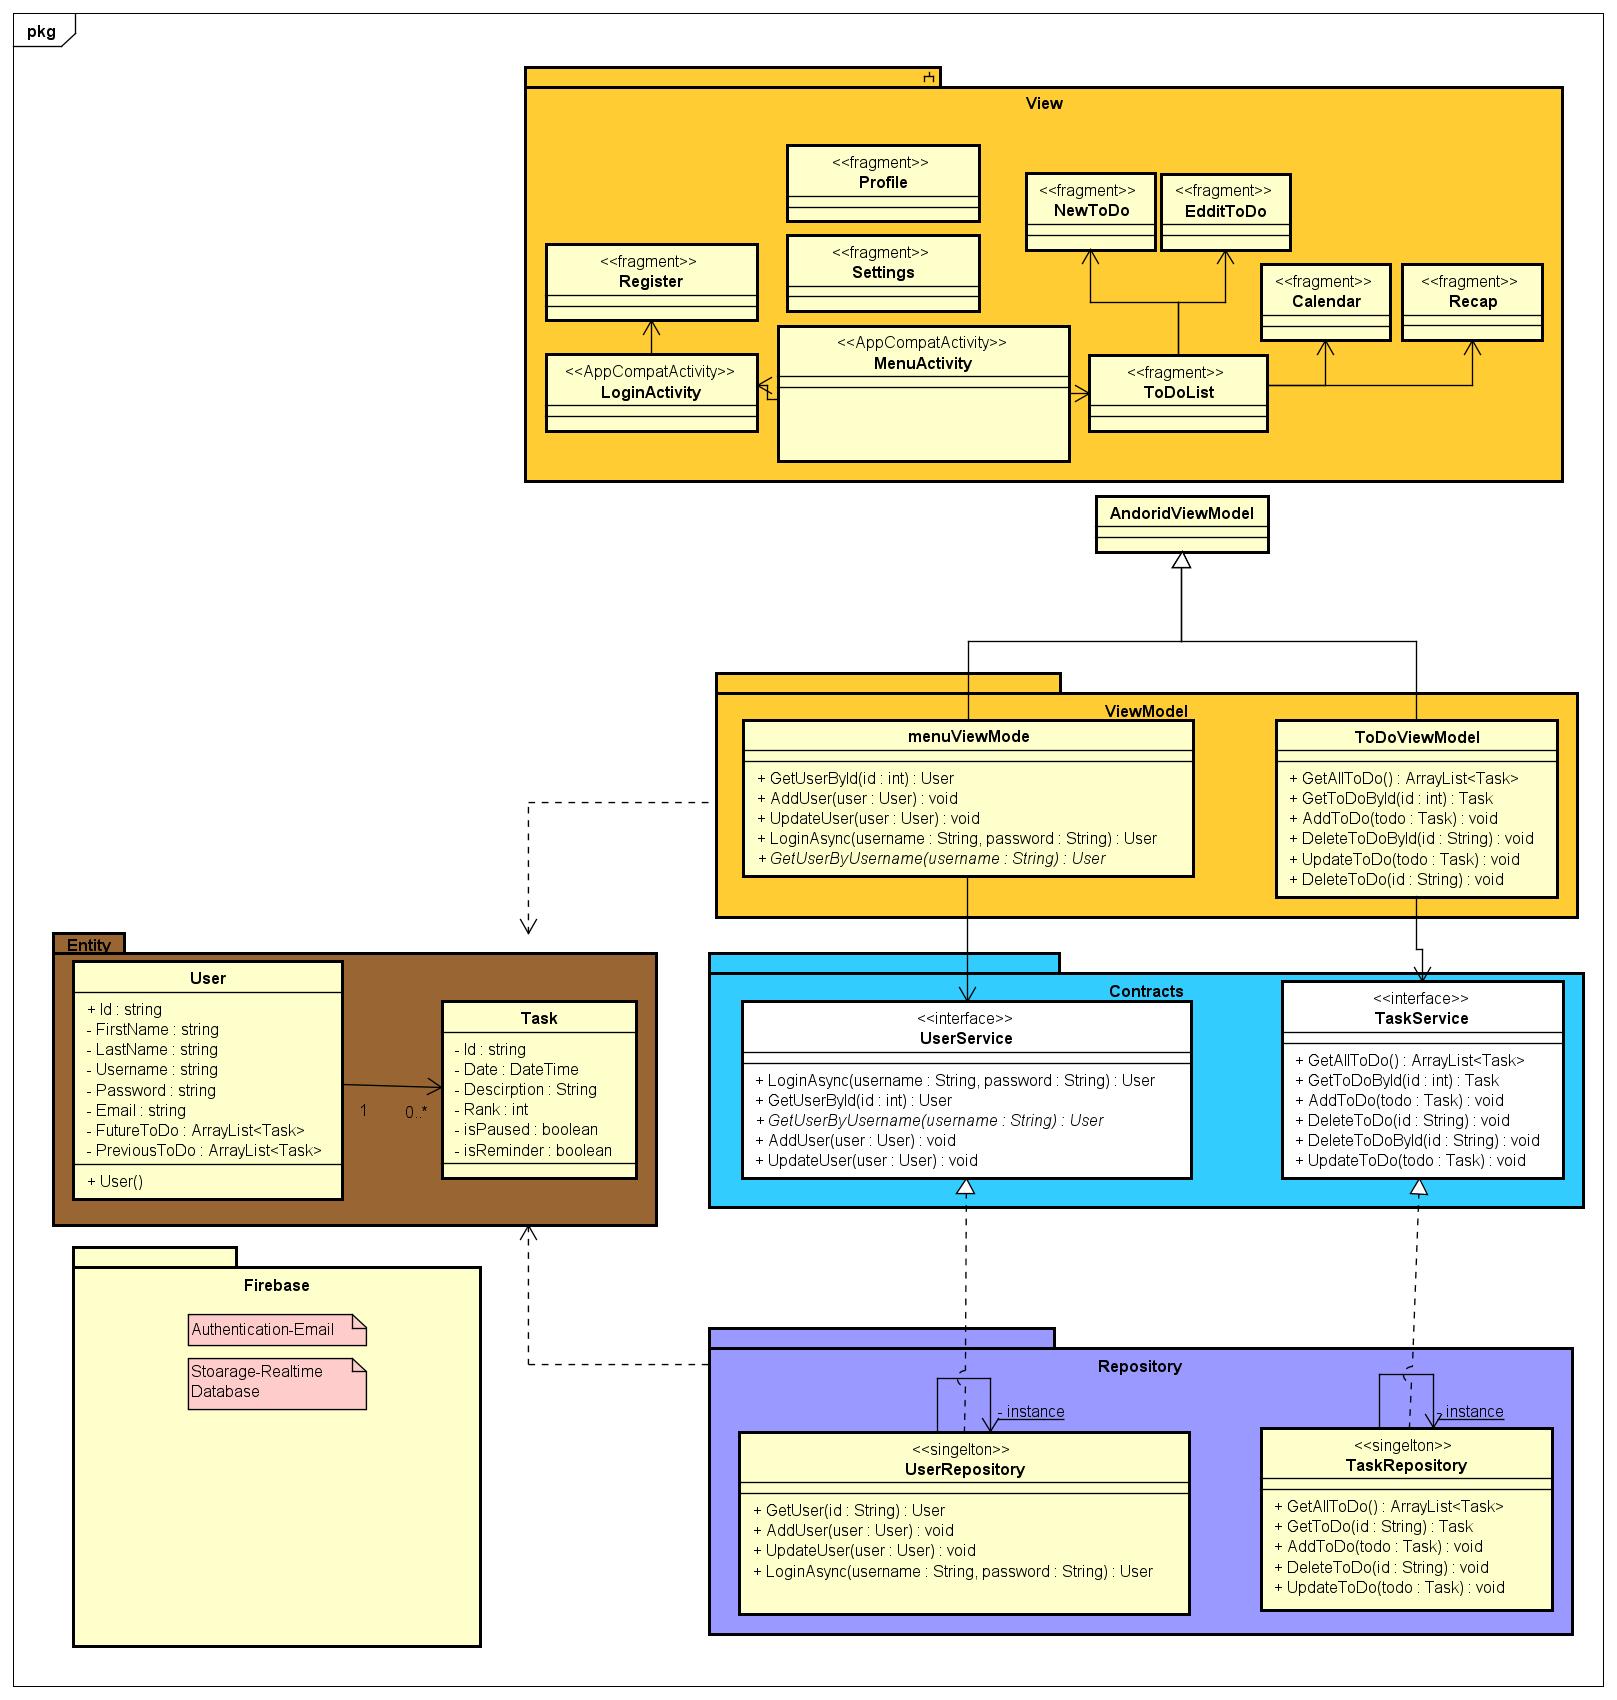 pkg
View
<<fragment>>
Profile
<<fragment>>
NewToDo
<<fragment>>
EdditToDo
<<fragment>>
Register
<<fragment>>
Settings
<<fragment>>
Calendar
<<fragment>>
Recap
<<AppCompatActivity>>
LoginActivity
<<AppCompatActivity>>
MenuActivity
<<fragment>>
ToDoList
AndoridViewModel
ViewModel
menuViewMode
+ GetUserById(id : int) : User
+ AddUser(user : User) : void
+ UpdateUser(user : User) : void
+ LoginAsync(username : String, password : String) : User
+ GetUserByUsername(username : String) : User
ToDoViewModel
+ GetAllToDo() : ArrayList<Task>
+ GetToDoById(id : int) : Task
+ AddToDo(todo : Task) : void
+ DeleteToDoById(id : String) : void
+ UpdateToDo(todo : Task) : void
+ DeleteToDo(id : String) : void
Entity
User
+ Id : string
- FirstName : string
- LastName : string
- Username : string
- Password : string
- Email : string
- FutureToDo : ArrayList<Task>
- PreviousToDo : ArrayList<Task>
+ User()
1
0..*
Task
- Id : string
- Date : DateTime
- Descirption : String
- Rank : int
- isPaused : boolean
- isReminder : boolean
Contracts
<<interface>>
UserService
+ LoginAsync(username : String, password : String) : User
+ GetUserById(id : int) : User
+ GetUserByUsername(username : String) : User
+ AddUser(user : User) : void
+ UpdateUser(user : User) : void
<<interface>>
TaskService
+ GetAllToDo() : ArrayList<Task>
+ GetToDoById(id : int) : Task
+ AddToDo(todo : Task) : void
+ DeleteToDo(id : String) : void
+ DeleteToDoById(id : String) : void
+ UpdateToDo(todo : Task) : void
Firebase
Authentication-Email
Stoarage-Realtime
Database
Repository
- instance
<<singelton>>
UserRepository
+ GetUser(id : String) : User
+ AddUser(user : User) : void
+ UpdateUser(user : User) : void
+ LoginAsync(username : String, password : String) : User
- instance
<<singelton>>
TaskRepository
+ GetAllToDo() : ArrayList<Task>
+ GetToDo(id : String) : Task
+ AddToDo(todo : Task) : void
+ DeleteToDo(id : String) : void
+ UpdateToDo(todo : Task) : void